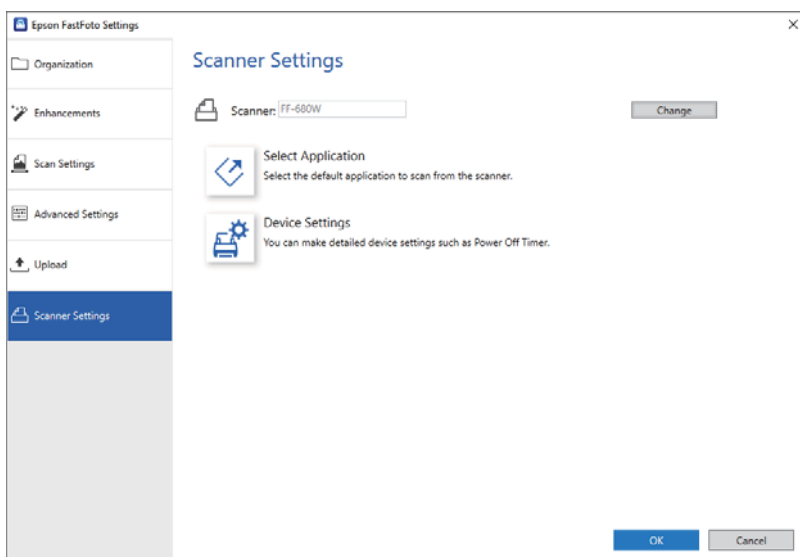 Epson FastFoto Settings
Organization
Enhancements
Scan Settings
Advanced Settings
Upload
Scanner Settings
Scanner Settings
Scanner: FF-680W
Change
Select Application
Select the default application to scan from the scanner.
Device Settings
You can make detailed device settings such as Power Off Timer.
OK
Cancel